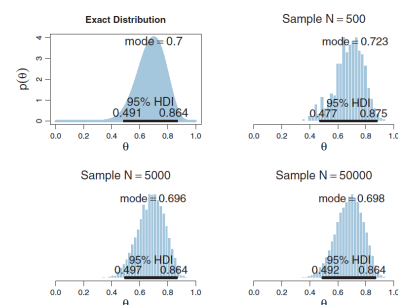 Exact Distribution
mode = 0.7
95% HDI
0.491 0.864
p(θ)
0 1 2 3 4
0.0 0.2 0.4 0.6 0.8 1.0
θ
Sample N = 500
mode = 0.723
95% HDI
0.477 0.875
0.0 0.2 0.4 0.6 0.8 1.0
θ
Sample N = 5000
mode = 0.696
95% HDI
0.497 0.864
0.0 0.2 0.4 0.6 0.8 1.0
θ
Sample N = 50000
mode = 0.698
95% HDI
0.492 0.864
0.0 0.2 0.4 0.6 0.8 1.0
θ